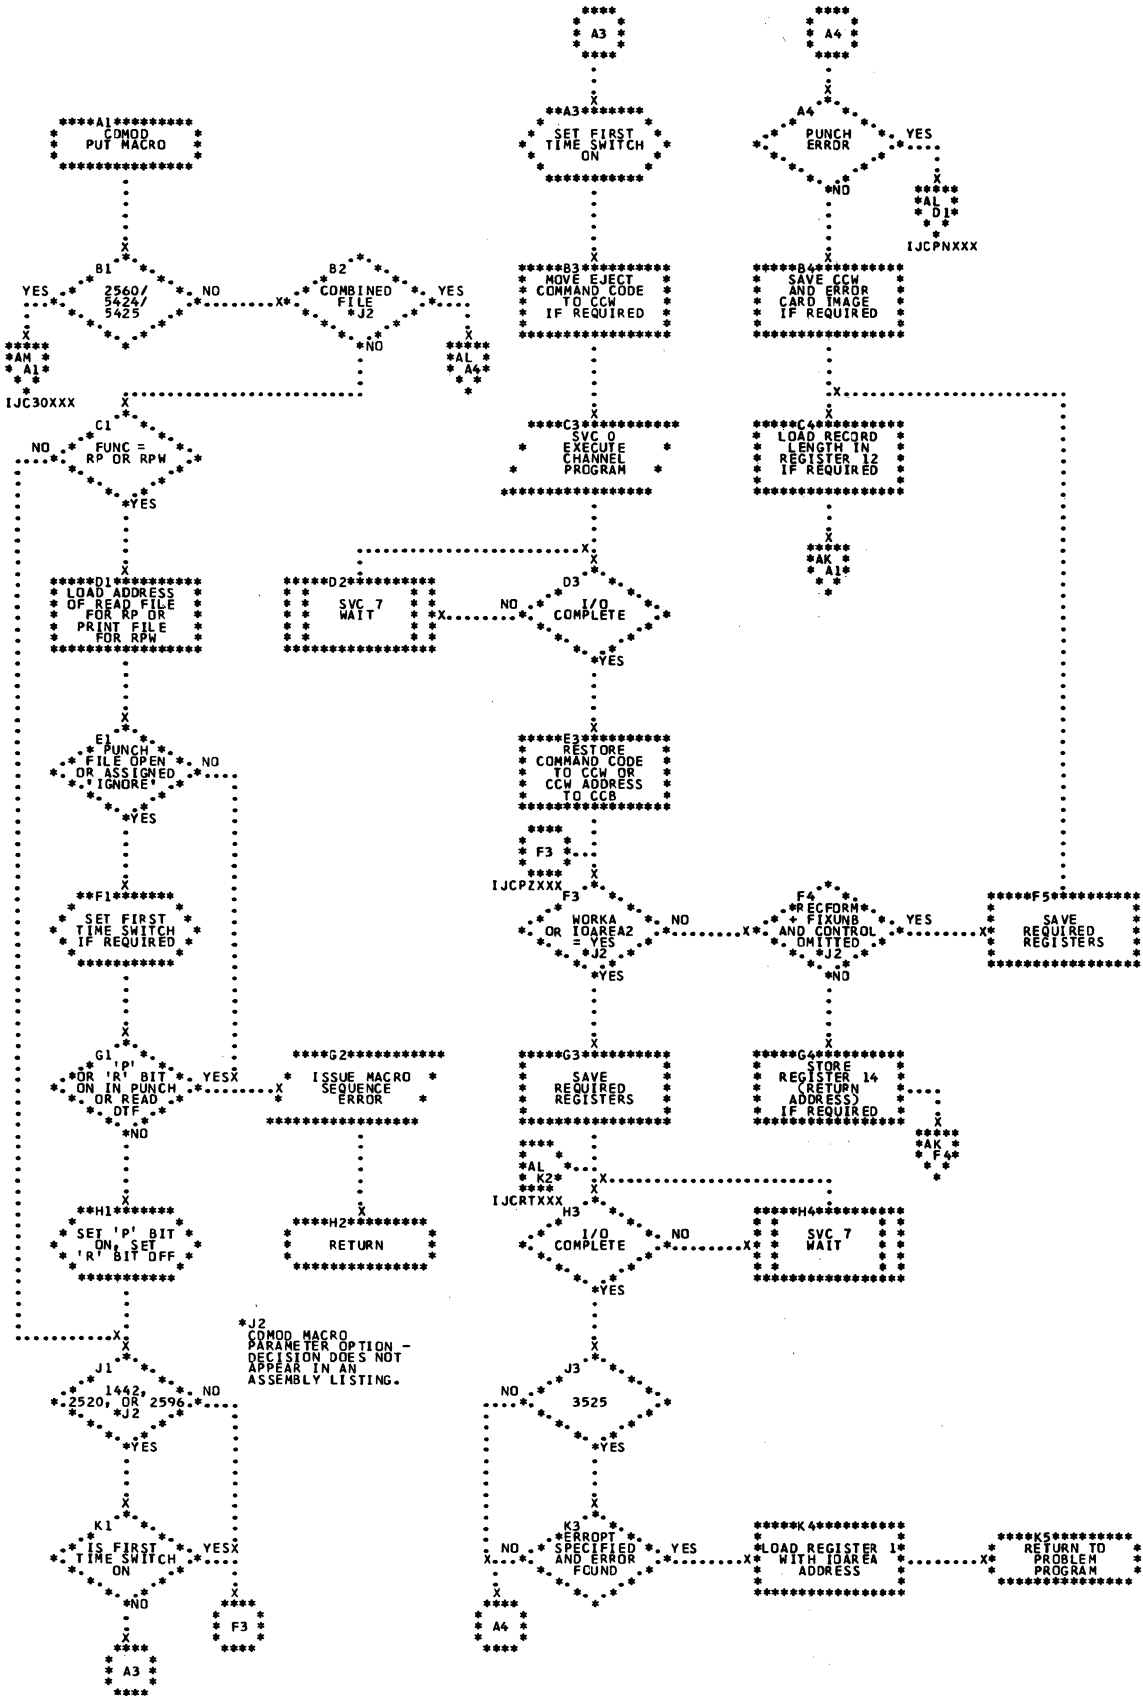 A3
A4
A1
CDMOD
PUT MACRO
A3
SET FIRST
TIME SWITCH
ON
A4
PUNCH
ERROR
YES
NO
AL
D1
IJCPNXXX
B1
2560/
5424/
5425
YES
NO
B2
COMBINED
FILE
*J2
YES
NO
AM
A1
IJC30XXX
AL
A4
B3
MOVE EJECT
COMMAND CODE
TO CCW
IF REQUIRED
B4
SAVE CCW
AND ERROR
CARD IMAGE
IF REQUIRED
C1
FUNC =
RP OR RPW
NO
YES
C3
SVC 0
EXECUTE
CHANNEL
PROGRAM
C4
LOAD RECORD
LENGTH IN
REGISTER 12
IF REQUIRED
AK
A1
D1
LOAD ADDRESS
OF READ FILE
FOR RP OR
PRINT FILE
FOR RPW
D2
SVC 7
WAIT
D3
I/O
COMPLETE
NO
YES
E1
PUNCH
FILE OPEN
OR ASSIGNED
'IGNORE'
NO
YES
E3
RESTORE
COMMAND CODE
TO CCW OR
CCW ADDRESS
TO CCB
F3
IJCPZXXX
F1
SET FIRST
TIME SWITCH
IF REQUIRED
F3
WORKA
OR IOAREA2
= YES
*J2
NO
YES
F4
RECFORM
+ FIXUNB
AND CONTROL
OMITTED
*J2
YES
NO
F5
SAVE
REQUIRED
REGISTERS
G1
'P'
OR 'R' BIT
ON IN PUNCH
OR READ
DTF
YES
NO
G2
ISSUE MACRO
SEQUENCE
ERROR
G3
SAVE
REQUIRED
REGISTERS
G4
STORE
REGISTER 14
(RETURN
ADDRESS)
IF REQUIRED
AK
F4
AL
K2
IJCRTXXX
H1
SET 'P' BIT
ON, SET
'R' BIT OFF
H2
RETURN
H3
I/O
COMPLETE
NO
YES
H4
SVC 7
WAIT
*J2
CDMOD MACRO
PARAMETER OPTION -
DECISION DOES NOT
APPEAR IN AN
ASSEMBLY LISTING.
J1
1442,
2520, OR 2596
*J2
NO
YES
J3
3525
NO
YES
K1
IS FIRST
TIME SWITCH
ON
YES
NO
K3
ERROPT
SPECIFIED
AND ERROR
FOUND
NO
YES
K4
LOAD REGISTER 1
WITH IOAREA
ADDRESS
K5
RETURN TO
PROBLEM
PROGRAM
F3
A4
A3